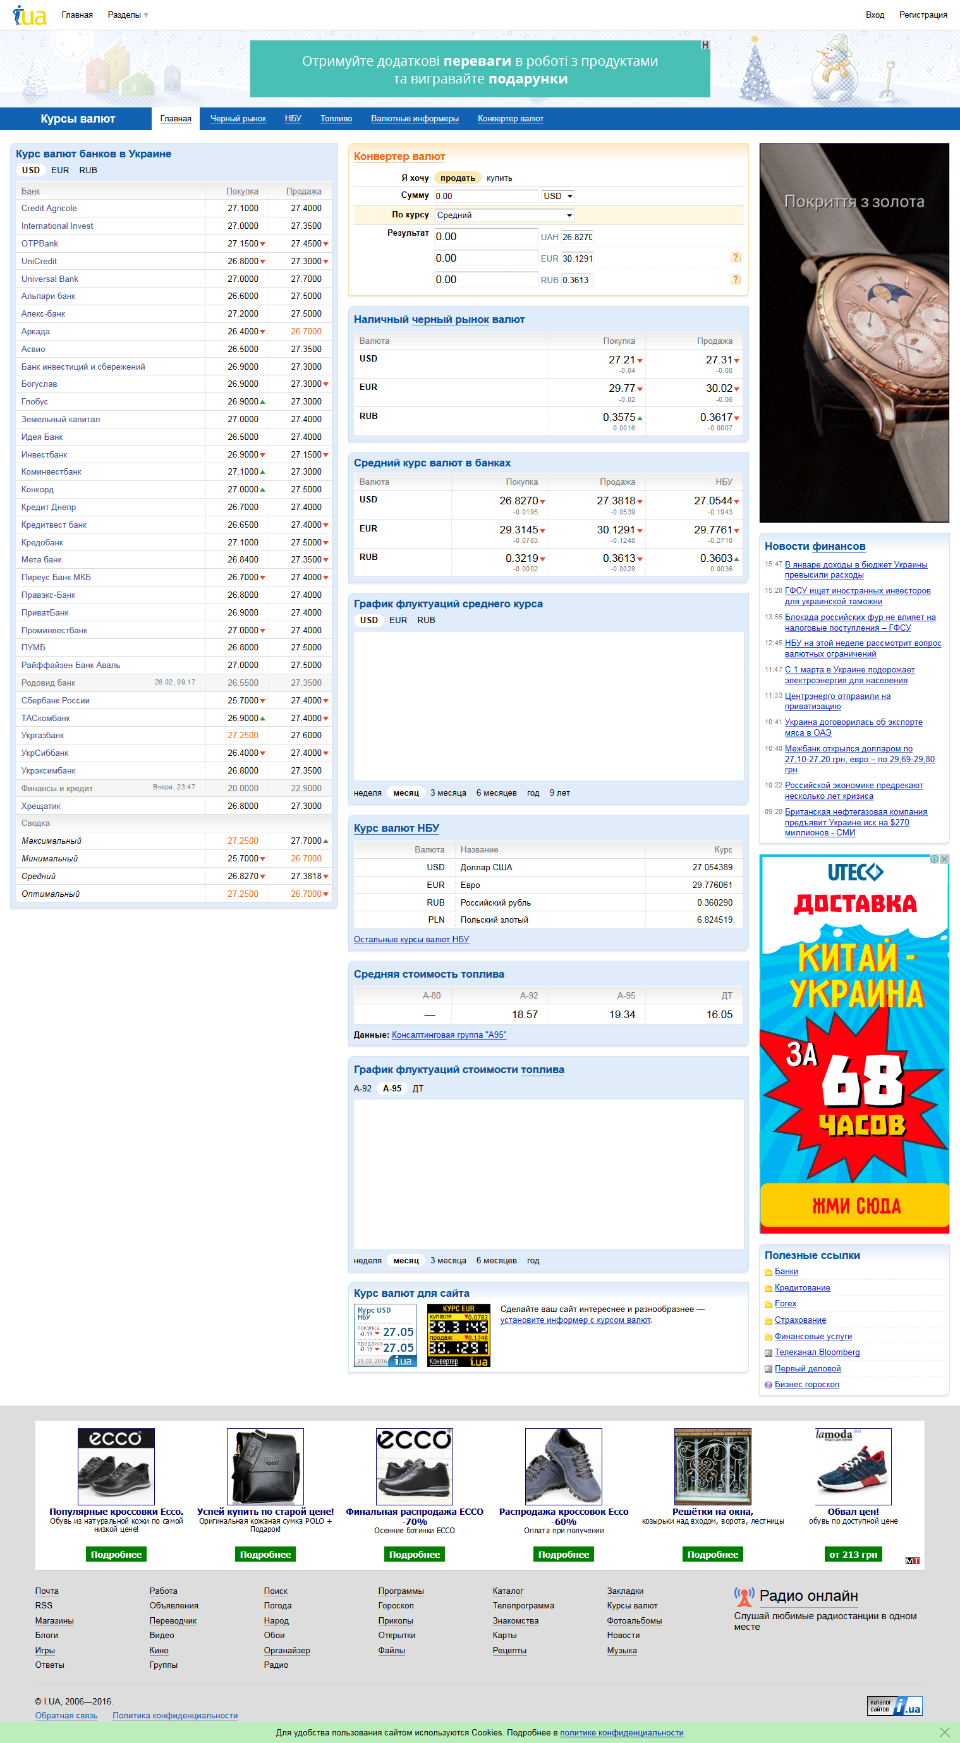 i.ua Главная Разделы ▾ Вход Регистрация
Отримуйте додаткові переваги в роботі з продуктами
та вигравайте подарунки
Курсы валют Главная Черный рынок НБУ Топливо Валютные информеры Конвертер валют
Курс валют банков в Украине
USD EUR RUB
Банк Покупка Продажа
Credit Agricole 27.1000 27.4000
International Invest 27.0000 27.3500
OTPBank 27.1500 27.4500
UniCredit 26.8000 27.3000
Universal Bank 27.0000 27.7000
Альпари банк 26.6000 27.5000
Апекс-банк 27.2000 27.5000
Аркада 26.4000 26.7000
Асвио 26.5000 27.3500
Банк инвестиций и сбережений 26.9000 27.3000
Богуслав 26.9000 27.3000
Глобус 26.9000 27.3000
Земельный капитал 27.0000 27.4000
Идея Банк 26.5000 27.4000
Инвестбанк 26.9000 27.1500
Коминвестбанк 27.1000 27.3000
Конкорд 27.0000 27.5000
Кредит Днепр 26.7000 27.4000
Кредитвест банк 26.6500 27.4000
Кредобанк 27.1000 27.5000
Мета банк 26.8400 27.3500
Пиреус Банк МКБ 26.7000 27.4000
Правэкс-Банк 26.8000 27.4000
ПриватБанк 26.9000 27.4000
Проминвестбанк 27.0000 27.4000
ПУМБ 26.8000 27.5000
Райффайзен Банк Аваль 27.0000 27.5000
Родовид банк 26.02, 09:17 26.5500 27.3500
Сбербанк России 25.7000 27.4000
ТАСкомбанк 26.9000 27.4000
Укргазбанк 27.2500 27.6000
УкрСиббанк 26.4000 27.4000
Укрэксимбанк 26.8000 27.3500
Финансы и кредит Вчера, 23:47 20.0000 22.9000
Хрещатик 26.8000 27.3000
Сводка
Максимальный 27.2500 27.7000
Минимальный 25.7000 26.7000
Средний 26.8270 27.3818
Оптимальный 27.2500 26.7000
Конвертер валют
Я хочу продать купить
Сумму 0.00 USD
По курсу Средний
Результат 0.00 UAH 26.827
0.00 EUR 30.1291 ?
0.00 RUB 0.3613 ?
Наличный черный рынок валют
Валюта Покупка Продажа
USD 27.21 27.31
-0.04 -0.08
EUR 29.77 30.02
-0.02 -0.06
RUB 0.3575 0.3617
0.0016 -0.0007
Средний курс валют в банках
Валюта Покупка Продажа НБУ
USD 26.8270 27.3818 27.0544
-0.0195 -0.0539 -0.1943
EUR 29.3145 30.1291 29.7761
-0.0783 -0.1248 -0.2710
RUB 0.3219 0.3613 0.3603
-0.0002 -0.0028 0.0036
График флуктуаций среднего курса
USD EUR RUB
неделя месяц 3 месяца 6 месяцев год 9 лет
Курс валют НБУ
Валюта Название Курс
USD Доллар США 27.054389
EUR Евро 29.776061
RUB Российский рубль 0.360290
PLN Польский злотый 6.824519
Остальные курсы валют НБУ
Средняя стоимость топлива
А-80 А-92 А-95 ДТ
— 18.57 19.34 16.05
Данные: Консалтинговая группа "А95"
График флуктуаций стоимости топлива
А-92 А-95 ДТ
неделя месяц 3 месяца 6 месяцев год
Курс валют для сайта
Курс USD
НБУ
покупка
-0.19 27.05
продажа
-0.19 27.05
29.02.2016 i.ua
КУРС EUR
купівля 0.0783
29.3145
продаж 0.1248
30.1291
Конвертер i.ua
Сделайте ваш сайт интереснее и разнообразнее —
установите информер с курсом валют.
Покриття з золота
Новости финансов
15:47 В январе доходы в бюджет Украины
превысили расходы
15:20 ГФСУ ищет иностранных инвесторов
для украинской таможни
13:55 Блокада российских фур не влияет на
налоговые поступления – ГФСУ
12:45 НБУ на этой неделе рассмотрит вопрос
валютных ограничений
11:47 С 1 марта в Украине подорожает
электроэнергия для населения
11:33 Центрэнерго отправили на
приватизацию
10:41 Украина договорилась об экспорте
мяса в ОАЭ
10:40 Межбанк открылся долларом по
27,10-27,20 грн, евро – по 29,69-29,80
грн
10:22 Российской экономике предрекают
несколько лет кризиса
09:28 Британская нефтегазовая компания
предъявит Украине иск на $270
миллионов - СМИ
UTEC
ДОСТАВКА
КИТАЙ -
УКРАИНА
ЗА
68
ЧАСОВ
ЖМИ СЮДА
Полезные ссылки
Банки
Кредитование
Forex
Страхование
Финансовые услуги
Телеканал Bloomberg
Первый деловой
Бизнес гороскоп
ecco
Популярные кроссовки Ecco.
Обувь из натуральной кожи по самой
низкой цене!
Подробнее
Успей купить по старой цене!
Оригинальная кожаная сумка POLO +
Подарок!
Подробнее
ecco
Финальная распродажа ECCO
-70%
Осенние ботинки ECCO
Подробнее
Распродажа кроссовок Ecco
-60%
Оплата при получении
Подробнее
Решётки на окна,
козырьки над входом, ворота, лестницы
Подробнее
lamoda
Обвал цен!
обувь по доступной цене
от 213 грн
МТ
Почта Работа Поиск Программы Каталог Закладки
RSS Объявления Погода Гороскоп Телепрограмма Курсы валют
Магазины Переводчик Народ Приколы Знакомства Фотоальбомы
Блоги Видео Обои Открытки Карты Новости
Игры Кино Органайзер Файлы Рецепты Музыка
Ответы Группы Радио
Радио онлайн
Слушай любимые радиостанции в одном
месте
© I.UA, 2006—2016.
Обратная связь Политика конфиденциальности
каталог
сайтов i.ua
Для удобства пользования сайтом используются Cookies. Подробнее в политике конфиденциальности